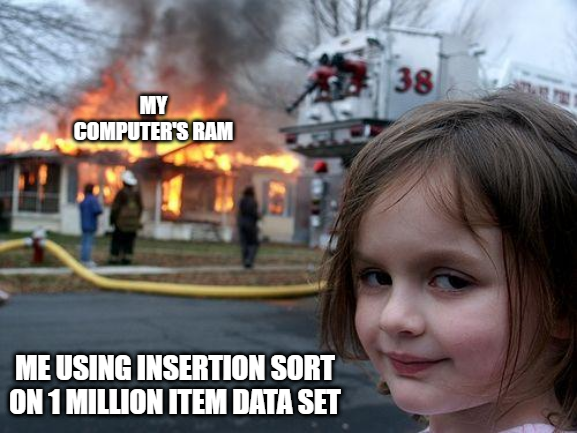 38
MY
COMPUTER'S RAM
ME USING INSERTION SORT
ON 1 MILLION ITEM DATA SET